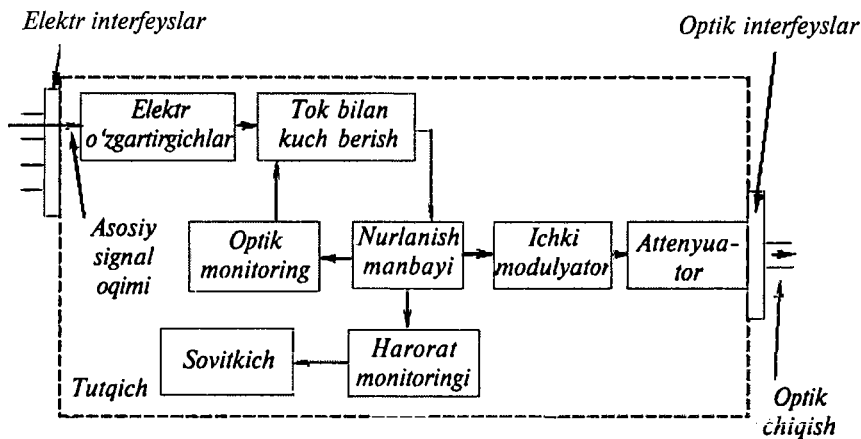 Elektr interfeyslar
Optik interfeyslar
Elektr
o‘zgartirgichlar
Tok bilan
kuch berish
Asosiy
signal
oqimi
Optik
monitoring
Nurlanish
manbayi
Ichki
modulyator
Attenyua-
tor
Sovitkich
Harorat
monitoringi
Tutqich
Optik
chiqish